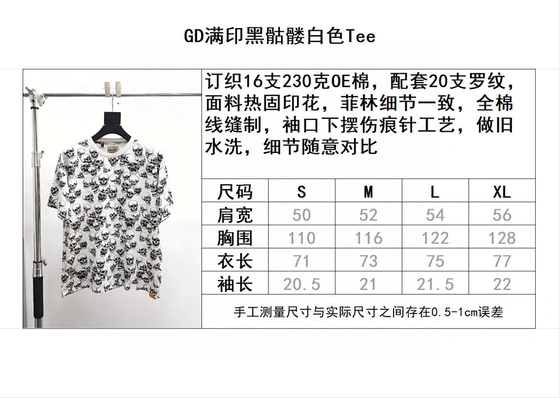 GD满印黑骷髅白色Tee
订织16支230克OE棉，配套20支罗纹，
面料热固印花，菲林细节一致，全棉
线缝制，袖口下摆伤痕针工艺，做旧
水洗，细节随意对比
尺码 S M L XL
肩宽 50 52 54 56
胸围 110 116 122 128
衣长 71 73 75 77
袖长 20.5 21 21.5 22
手工测量尺寸与实际尺寸之间存在0.5-1cm误差